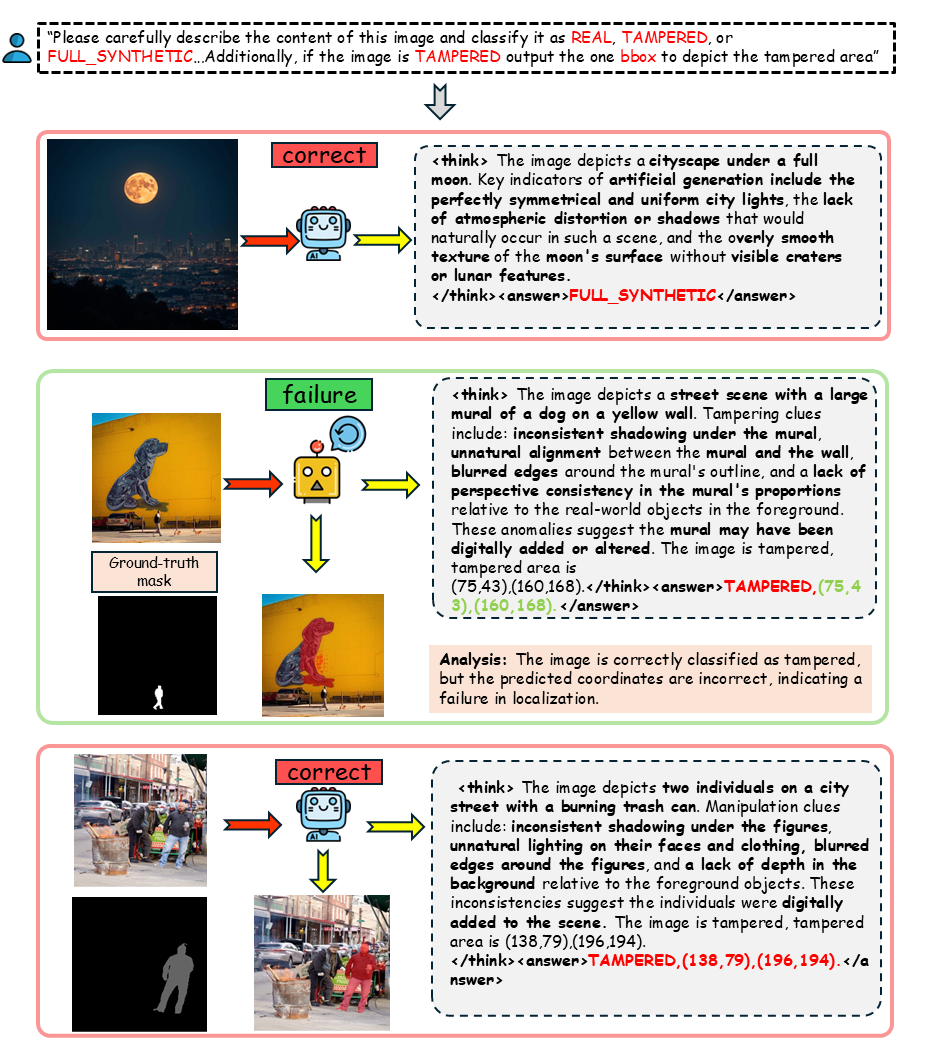 “Please carefully describe the content of this image and classify it as REAL, TAMPERED, or
FULL_SYNTHETIC...Additionally, if the image is TAMPERED output the one bbox to depict the tampered area”
correct
<think> The image depicts a cityscape under a full
moon. Key indicators of artificial generation include the
perfectly symmetrical and uniform city lights, the lack
of atmospheric distortion or shadows that would
naturally occur in such a scene, and the overly smooth
texture of the moon's surface without visible craters
or lunar features.
</think><answer>FULL_SYNTHETIC</answer>
AI
failure
<think> The image depicts a street scene with a large
mural of a dog on a yellow wall. Tampering clues
include: inconsistent shadowing under the mural,
unnatural alignment between the mural and the wall,
blurred edges around the mural's outline, and a lack of
perspective consistency in the mural's proportions
relative to the real-world objects in the foreground.
These anomalies suggest the mural may have been
digitally added or altered. The image is tampered,
tampered area is
(75,43),(160,168).</think><answer>TAMPERED,(75,4
3),(160,168). </answer>
Ground-truth
mask
Analysis: The image is correctly classified as tampered,
but the predicted coordinates are incorrect, indicating a
failure in localization.
correct
<think> The image depicts two individuals on a city
street with a burning trash can. Manipulation clues
include: inconsistent shadowing under the figures,
unnatural lighting on their faces and clothing, blurred
edges around the figures, and a lack of depth in the
background relative to the foreground objects. These
inconsistencies suggest the individuals were digitally
added to the scene. The image is tampered, tampered
area is (138,79),(196,194).
</think><answer>TAMPERED,(138,79),(196,194).</a
nswer>
AI